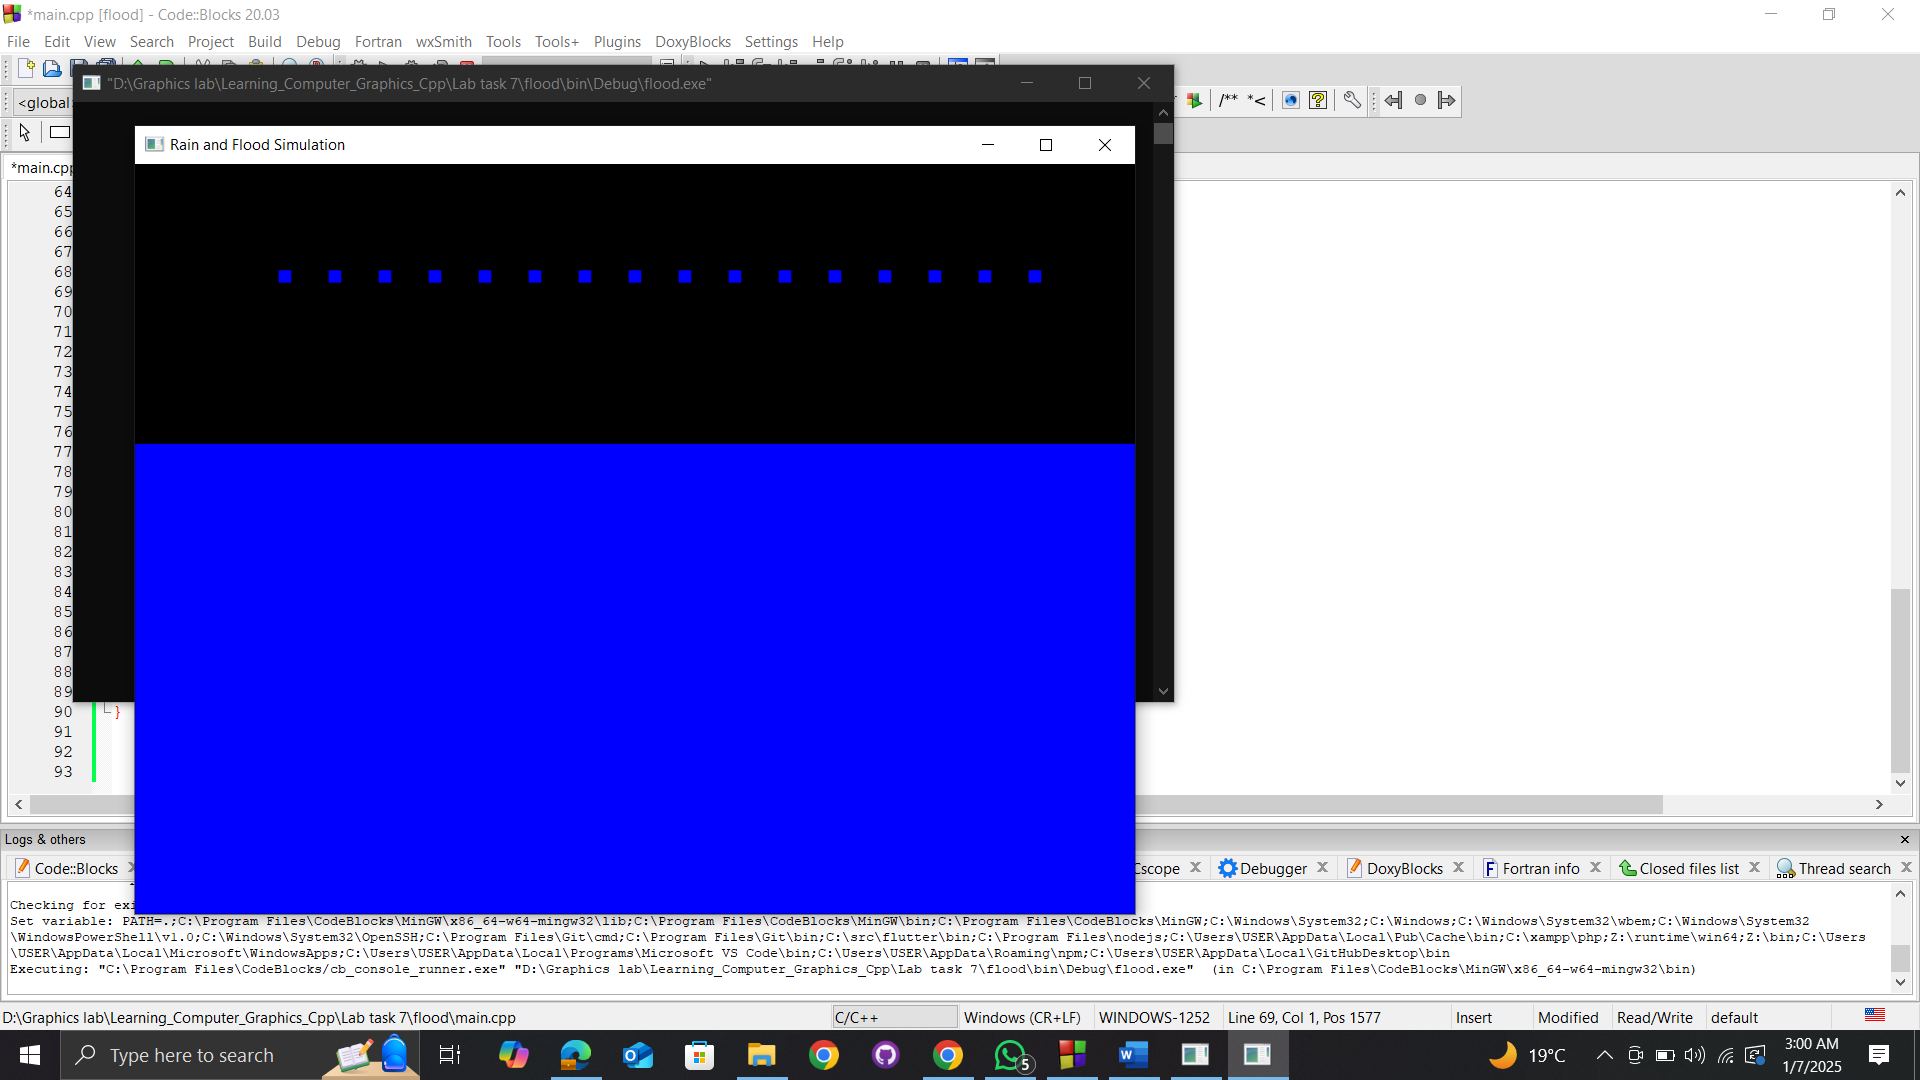 *main.cpp [flood] - Code::Blocks 20.03
File Edit View Search Project Build Debug Fortran wxSmith Tools Tools+ Plugins DoxyBlocks Settings Help
"D:\Graphics lab\Learning_Computer_Graphics_Cpp\Lab task 7\flood\bin\Debug\flood.exe"
<global> /** *<
Rain and Flood Simulation
*main.cpp
64
65
66
67
68
69
70
71
72
73
74
75
76
77
78
79
80
81
82
83
84
85
86
87
88
89
90 }
91
92
93
Logs & others
Code::Blocks Cscope Debugger DoxyBlocks Fortran info Closed files list Thread search
Checking for exi
Set variable: PATH=.;C:\Program Files\CodeBlocks\MinGW\x86_64-w64-mingw32\lib;C:\Program Files\CodeBlocks\MinGW\bin;C:\Program Files\CodeBlocks\MinGW;C:\Windows\System32;C:\Windows;C:\Windows\System32\wbem;C:\Windows\System32
\WindowsPowerShell\v1.0;C:\Windows\System32\OpenSSH;C:\Program Files\Git\cmd;C:\Program Files\Git\bin;C:\src\flutter\bin;C:\Program Files\nodejs;C:\Users\USER\AppData\Local\Pub\Cache\bin;C:\xampp\php;Z:\runtime\win64;Z:\bin;C:\Users
\USER\AppData\Local\Microsoft\WindowsApps;C:\Users\USER\AppData\Local\Programs\Microsoft VS Code\bin;C:\Users\USER\AppData\Roaming\npm;C:\Users\USER\AppData\Local\GitHubDesktop\bin
Executing: "C:\Program Files\CodeBlocks/cb_console_runner.exe" "D:\Graphics lab\Learning_Computer_Graphics_Cpp\Lab task 7\flood\bin\Debug\flood.exe" (in C:\Program Files\CodeBlocks\MinGW\x86_64-w64-mingw32\bin)
D:\Graphics lab\Learning_Computer_Graphics_Cpp\Lab task 7\flood\main.cpp C/C++ Windows (CR+LF) WINDOWS-1252 Line 69, Col 1, Pos 1577 Insert Modified Read/Write default
Type here to search 5 19°C 3:00 AM
1/7/2025